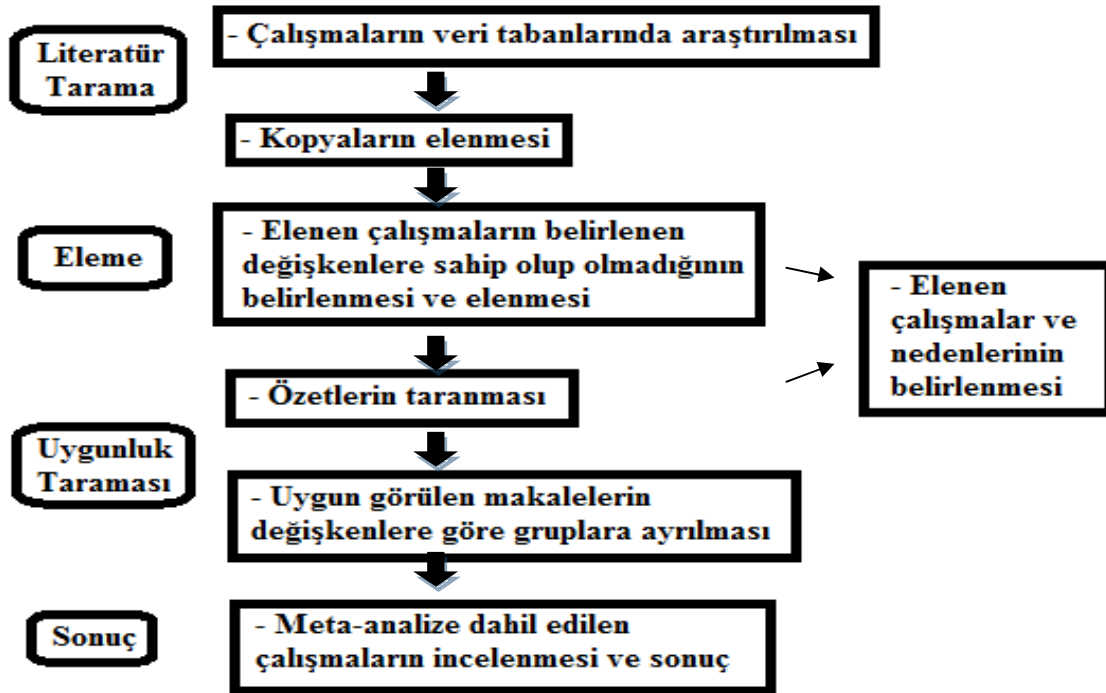 Literatür
Tarama
- Çalışmaların veri tabanlarında araştırılması
- Kopyaların elenmesi
Eleme
- Elenen çalışmaların belirlenen
değişkenlere sahip olup olmadığının
belirlenmesi ve elenmesi
- Elenen
çalışmalar ve
nedenlerinin
belirlenmesi
- Özetlerin taranması
Uygunluk
Taraması
- Uygun görülen makalelerin
değişkenlere göre gruplara ayrılması
Sonuç
- Meta-analize dahil edilen
çalışmaların incelenmesi ve sonuç